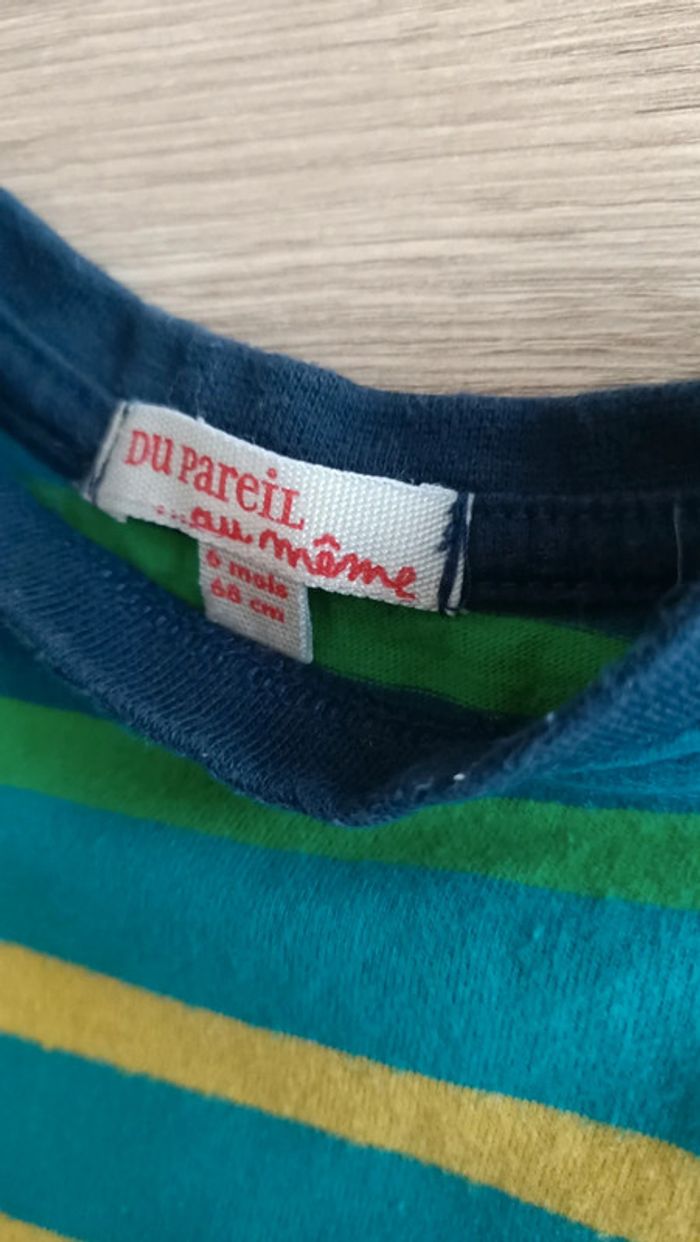 DU PAREIL
...au même
6 mois
68 cm